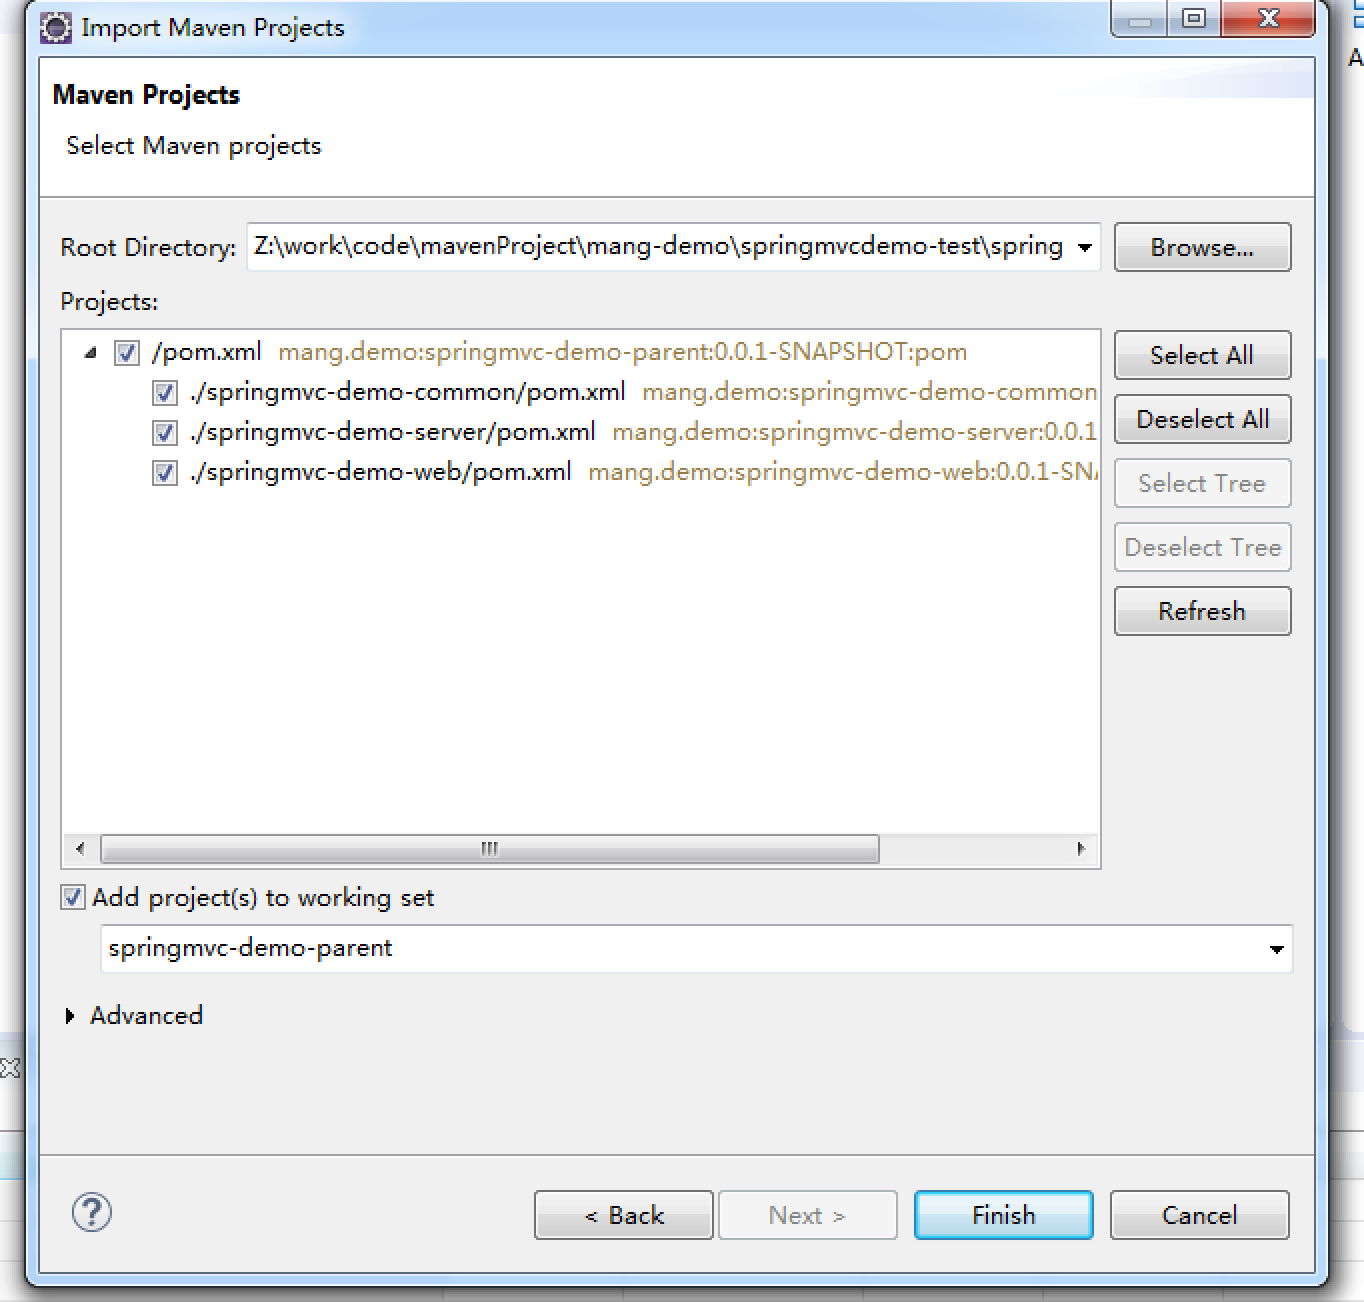 Import Maven Projects
Maven Projects
Select Maven projects
Root Directory: Z:\work\code\mavenProject\mang-demo\springmvcdemo-test\spring Browse...
Projects:
/pom.xml mang.demo:springmvc-demo-parent:0.0.1-SNAPSHOT:pom
./springmvc-demo-common/pom.xml mang.demo:springmvc-demo-common
./springmvc-demo-server/pom.xml mang.demo:springmvc-demo-server:0.0.1
./springmvc-demo-web/pom.xml mang.demo:springmvc-demo-web:0.0.1-SNA
Select All
Deselect All
Select Tree
Deselect Tree
Refresh
Add project(s) to working set
springmvc-demo-parent
Advanced
? < Back Next > Finish Cancel
A